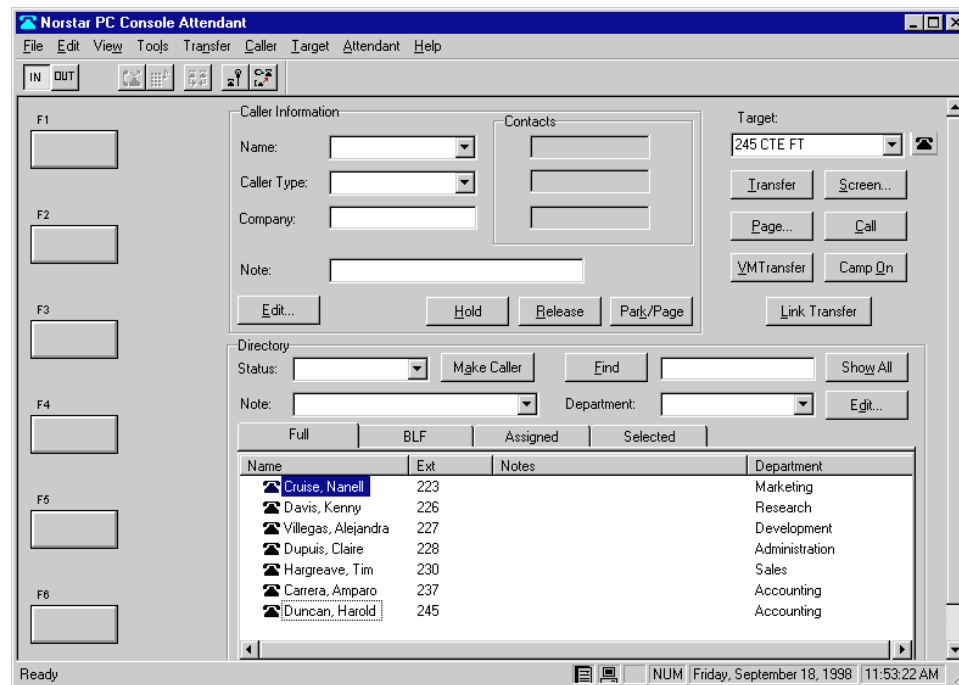 Norstar PC Console Attendant
File Edit View Tools Transfer Caller Target Attendant Help
IN OUT
F1
F2
F3
F4
F5
F6
Caller Information
Name:
Caller Type:
Company:
Note:
Contacts
Edit... Hold Release Park/Page
Target:
245 CTE FT
Transfer Screen...
Page... Call
VMTransfer Camp On
Link Transfer
Directory
Status: Make Caller Find Show All
Note: Department: Edit...
Full BLF Assigned Selected
Name Ext Notes Department
Cruise, Nanell 223 Marketing
Davis, Kenny 226 Research
Villegas, Alejandra 227 Development
Dupuis, Claire 228 Administration
Hargreave, Tim 230 Sales
Carrera, Amparo 237 Accounting
Duncan, Harold 245 Accounting
Ready NUM Friday, September 18, 1998 11:53:22 AM